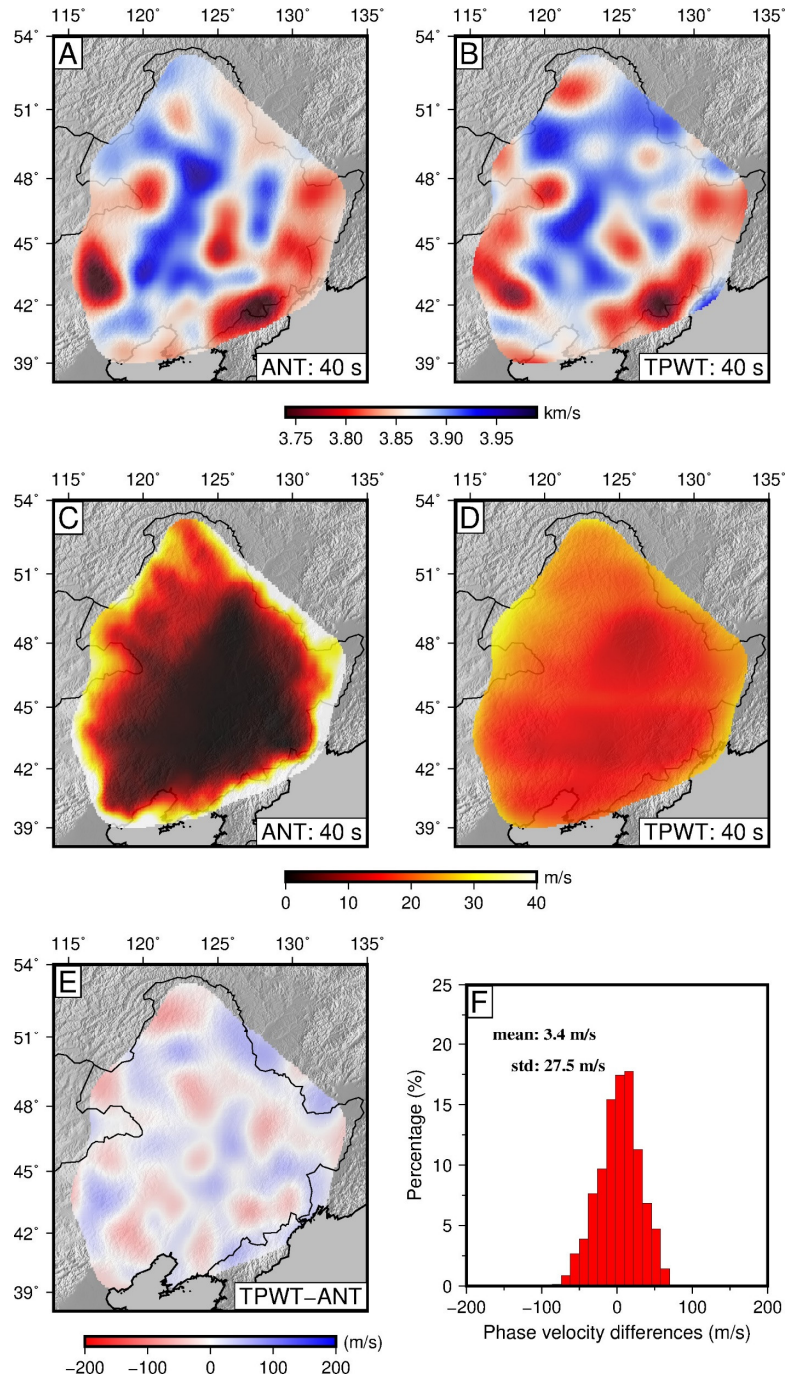 115° 120° 125° 130° 135° 115° 120° 125° 130° 135°
54° A 54° B
51° 51°
48° 48°
45° 45°
42° 42°
39° ANT: 40 s 39° TPWT: 40 s
km/s
3.75 3.80 3.85 3.90 3.95
115° 120° 125° 130° 135° 115° 120° 125° 130° 135°
54° C 54° D
51° 51°
48° 48°
45° 45°
42° 42°
39° ANT: 40 s 39° TPWT: 40 s
m/s
0 10 20 30 40
115° 120° 125° 130° 135°
54° E
51°
48°
45°
42°
39° TPWT−ANT
(m/s)
−200 −100 0 100 200
25 F
mean: 3.4 m/s
20
std: 27.5 m/s
15
10
5
0
Percentage (%)
−200 −100 0 100 200
Phase velocity differences (m/s)